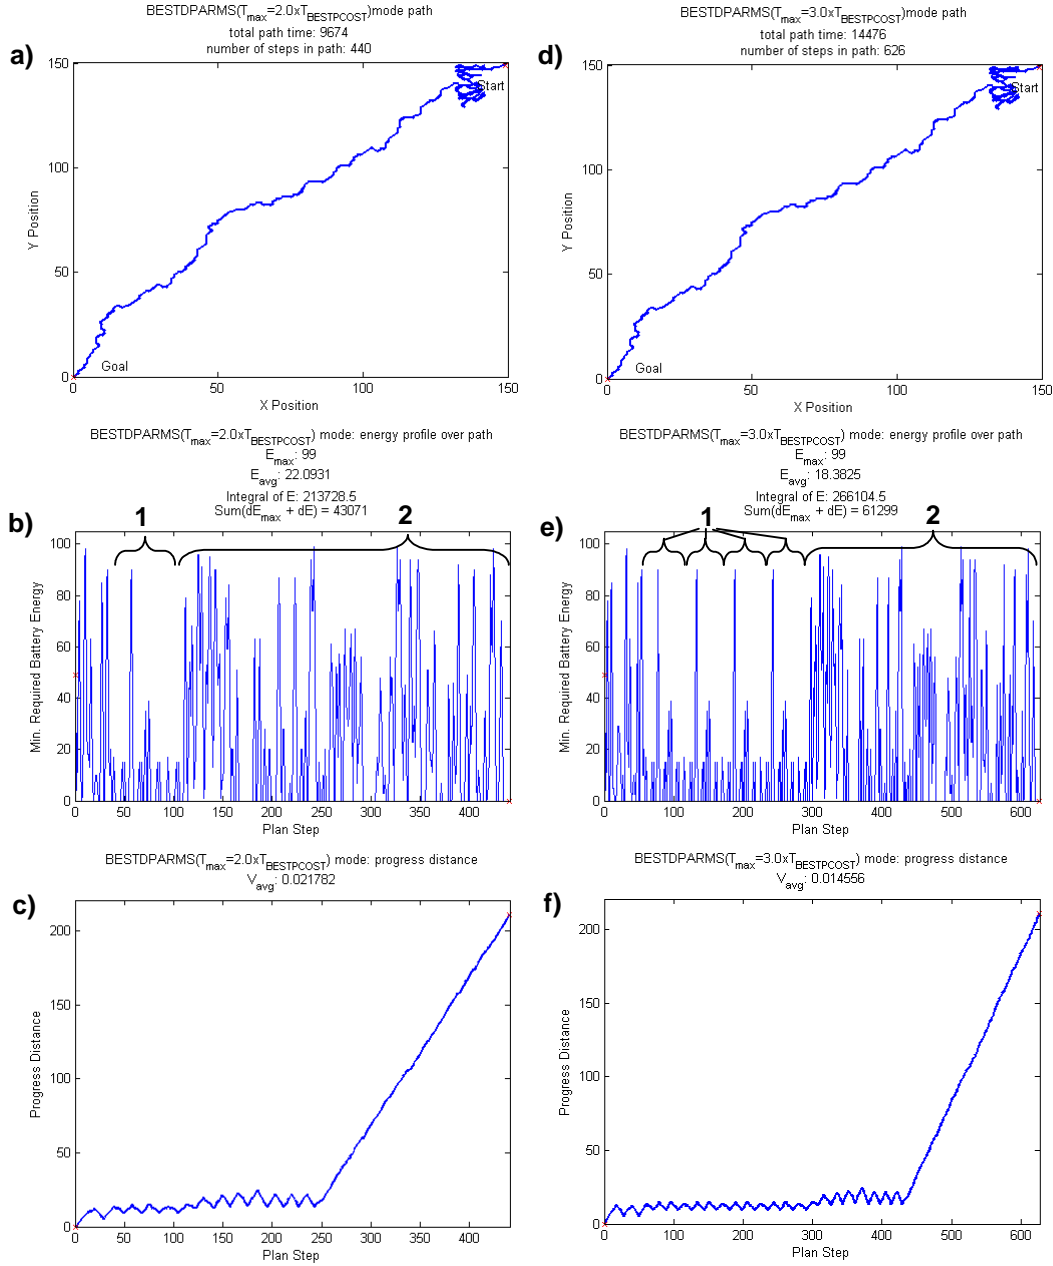 BESTDPARMS(Tmax=2.0xTBESTPCOST)mode path
total path time: 9674
number of steps in path: 440
a)
150
100
50
0
Y Position
Start
Goal
0 50 100 150
X Position
BESTDPARMS(Tmax=3.0xTBESTPCOST)mode path
total path time: 14476
number of steps in path: 626
d)
150
100
50
0
Y Position
Start
Goal
0 50 100 150
X Position
BESTDPARMS(Tmax=2.0xTBESTPCOST) mode: energy profile over path
Emax: 99
Eavg: 22.0931
Integral of E: 213728.5
Sum(dEmax + dE) = 43071
b)
1 2
100
80
60
40
20
0
Min. Required Battery Energy
0 50 100 150 200 250 300 350 400
Plan Step
BESTDPARMS(Tmax=3.0xTBESTPCOST) mode: energy profile over path
Emax: 99
Eavg: 18.3825
Integral of E: 266104.5
Sum(dEmax + dE) = 61299
e)
1 2
100
80
60
40
20
0
Min. Required Battery Energy
0 100 200 300 400 500 600
Plan Step
BESTDPARMS(Tmax=2.0xTBESTPCOST) mode: progress distance
Vavg: 0.021782
c)
200
150
100
50
0
Progress Distance
0 50 100 150 200 250 300 350 400
Plan Step
BESTDPARMS(Tmax=3.0xTBESTPCOST) mode: progress distance
Vavg: 0.014556
f)
200
150
100
50
0
Progress Distance
0 100 200 300 400 500 600
Plan Step